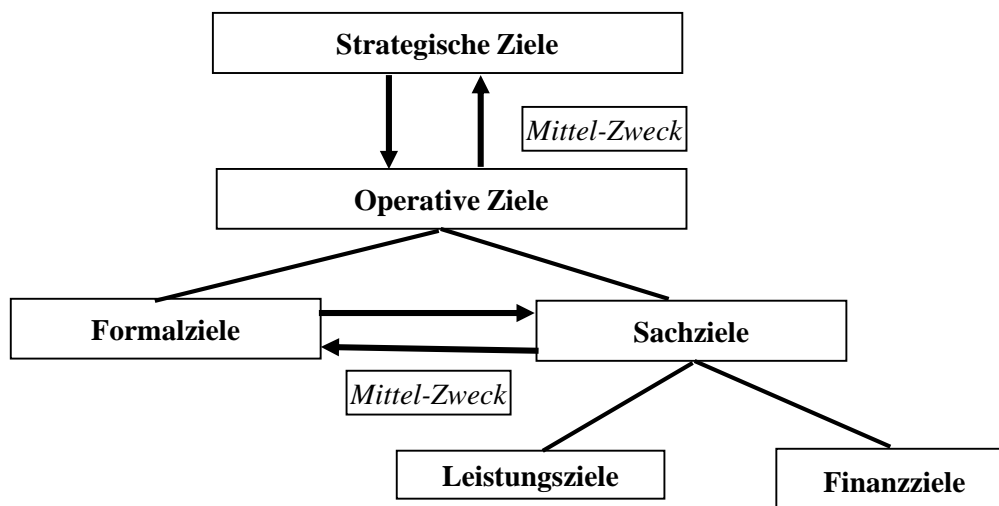 Strategische Ziele
Mittel-Zweck
Operative Ziele
Formalziele
Sachziele
Mittel-Zweck
Leistungsziele
Finanzziele